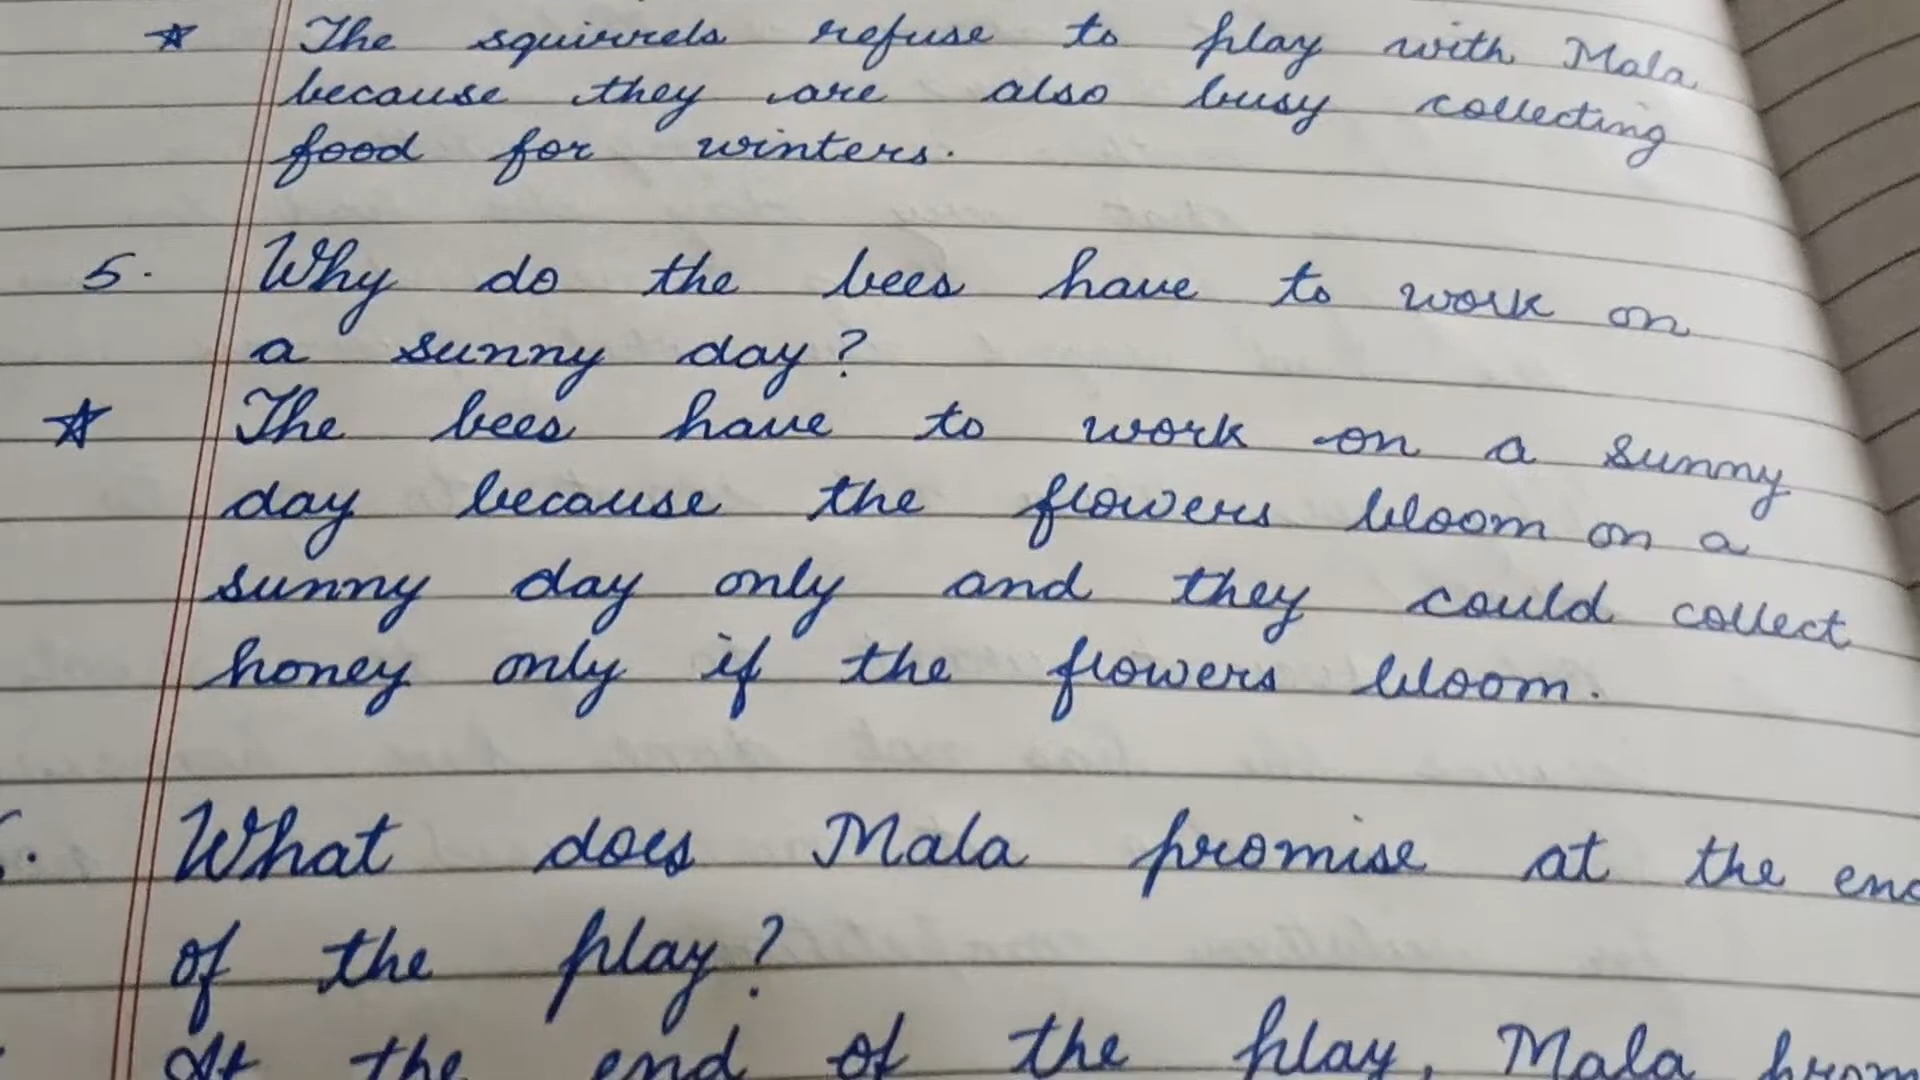 ☆ The squirrels refuse to play with Mala
because they are also busy collecting
food for winters.
5. Why do the bees have to work on
a sunny day?
☆ The bees have to work on a sunny
day because the flowers bloom on a
sunny day only and they could collect
honey only if the flowers bloom.
What does Mala promise at the end
of the play?
At the end of the play, Mala